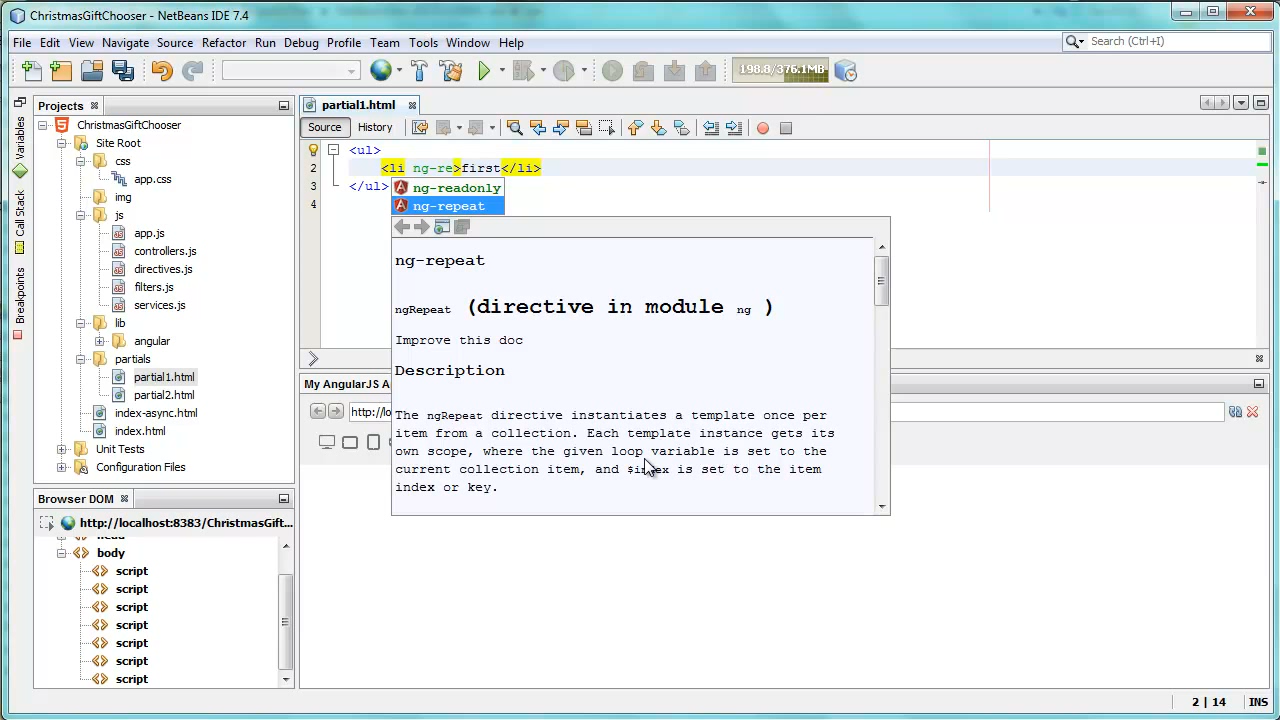 ChristmasGiftChooser - NetBeans IDE 7.4
File Edit View Navigate Source Refactor Run Debug Profile Team Tools Window Help
Search (Ctrl+I)
198.8/376.1MB
Projects
ChristmasGiftChooser
Site Root
css
app.css
img
js
app.js
controllers.js
directives.js
filters.js
services.js
lib
angular
partials
partial1.html
partial2.html
index-async.html
index.html
Unit Tests
Configuration Files
Variables
Call Stack
Breakpoints
Browser DOM
http://localhost:8383/ChristmasGift...
body
script
script
script
script
script
script
script
partial1.html
Source History
<ul>
2 <li ng-re>first</li>
3 </ul>
4
ng-readonly
ng-repeat
ng-repeat
ngRepeat (directive in module ng )
Improve this doc
Description
The ngRepeat directive instantiates a template once per
item from a collection. Each template instance gets its
own scope, where the given loop variable is set to the
current collection item, and $index is set to the item
index or key.
My AngularJS A
http://lo
2 | 14 INS